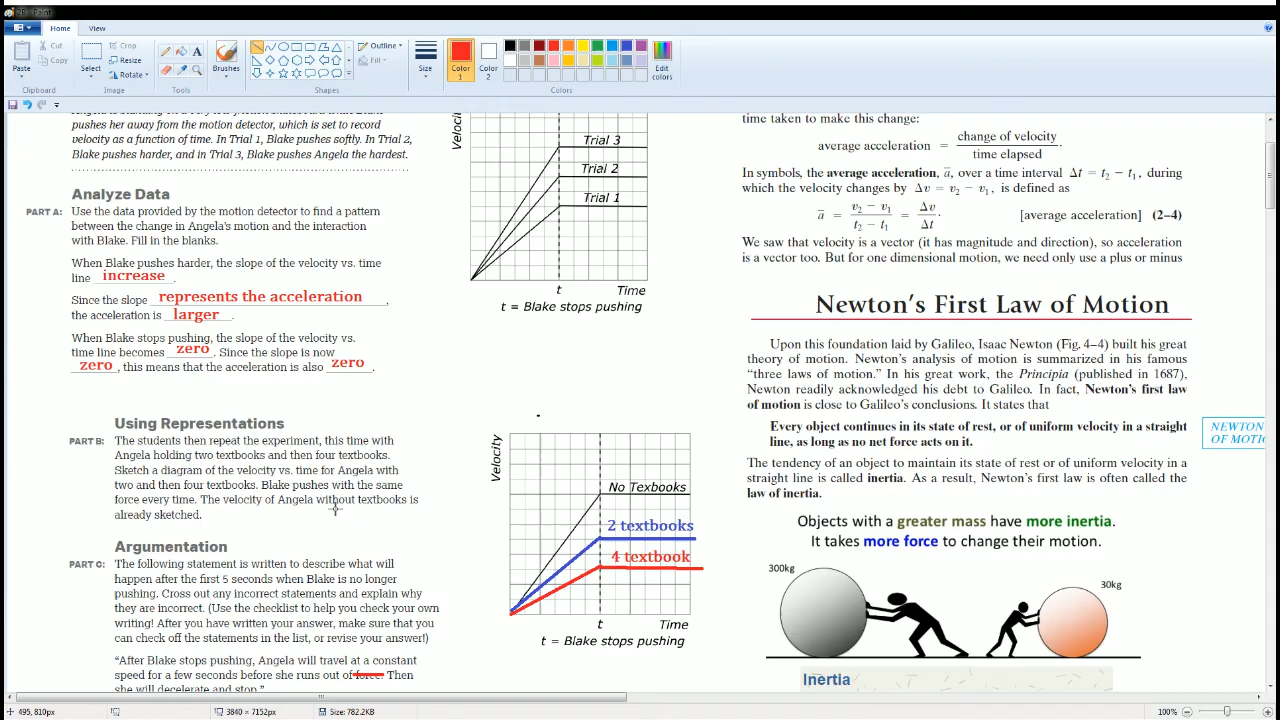 2P - Paint
Home
View
Paste
Cut
Copy
Clipboard
Select
Crop
Resize
Rotate
Image
Tools
Brushes
Shapes
Outline
Fill
Size
Color 1
Color 2
Edit colors
Colors
pushes her away from the motion detector, which is set to record
velocity as a function of time. In Trial 1, Blake pushes softly. In Trial 2,
Blake pushes harder, and in Trial 3, Blake pushes Angela the hardest.
Analyze Data
PART A:
Use the data provided by the motion detector to find a pattern
between the change in Angela's motion and the interaction
with Blake. Fill in the blanks.
When Blake pushes harder, the slope of the velocity vs. time
line increase .
Since the slope represents the acceleration ,
the acceleration is larger .
When Blake stops pushing, the slope of the velocity vs.
time line becomes zero . Since the slope is now
zero , this means that the acceleration is also zero .
Using Representations
PART B:
The students then repeat the experiment, this time with
Angela holding two textbooks and then four textbooks.
Sketch a diagram of the velocity vs. time for Angela with
two and then four textbooks. Blake pushes with the same
force every time. The velocity of Angela without textbooks is
already sketched.
Argumentation
PART C:
The following statement is written to describe what will
happen after the first 5 seconds when Blake is no longer
pushing. Cross out any incorrect statements and explain why
they are incorrect. (Use the checklist to help you check your own
writing! After you have written your answer, make sure that you
can check off the statements in the list, or revise your answer!)
"After Blake stops pushing, Angela will travel at a constant
speed for a few seconds before she runs out of force. Then
she will decelerate and stop."
Velocity
Trial 3
Trial 2
Trial 1
t
Time
t = Blake stops pushing
Velocity
No Texbooks
2 textbooks
4 textbook
t
Time
t = Blake stops pushing
time taken to make this change:
average acceleration = change of velocity / time elapsed .
In symbols, the average acceleration, a̅, over a time interval Δt = t₂ − t₁, during
which the velocity changes by Δv = v₂ − v₁, is defined as
a̅ = v₂ − v₁ / t₂ − t₁ = Δv / Δt . [average acceleration] (2–4)
We saw that velocity is a vector (it has magnitude and direction), so acceleration
is a vector too. But for one dimensional motion, we need only use a plus or minus
Newton's First Law of Motion
Upon this foundation laid by Galileo, Isaac Newton (Fig. 4–4) built his great
theory of motion. Newton's analysis of motion is summarized in his famous
"three laws of motion." In his great work, the Principia (published in 1687),
Newton readily acknowledged his debt to Galileo. In fact, Newton's first law
of motion is close to Galileo's conclusions. It states that
Every object continues in its state of rest, or of uniform velocity in a straight
line, as long as no net force acts on it.
NEWTON
OF MOTIO
The tendency of an object to maintain its state of rest or of uniform velocity in a
straight line is called inertia. As a result, Newton's first law is often called the
law of inertia.
Objects with a greater mass have more inertia.
It takes more force to change their motion.
300kg
30kg
Inertia
495, 810px
3840 × 7152px
Size: 782.2KB
100%